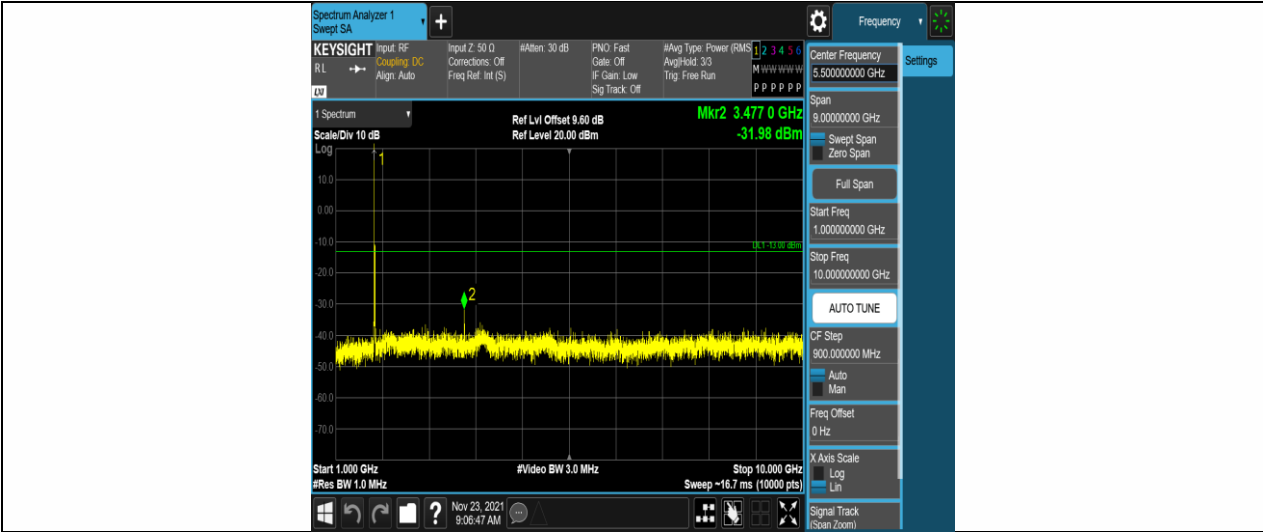 Spectrum Analyzer 1
Swept SA
+
Frequency
KEYSIGHT
RL
LXI
Input: RF
Coupling: DC
Align: Auto
Input Z: 50 Ω
Corrections: Off
Freq Ref: Int (S)
#Atten: 30 dB
PNO: Fast
Gate: Off
IF Gain: Low
Sig Track: Off
#Avg Type: Power (RMS
Avg|Hold: 3/3
Trig: Free Run
1 2 3 4 5 6
M W W W W W
P P P P P P
1 Spectrum
Scale/Div 10 dB
Log
Ref Lvl Offset 9.60 dB
Ref Level 20.00 dBm
Mkr2 3.477 0 GHz
-31.98 dBm
1
10.0
0.00
-10.0
DL1 -13.00 dBm
-20.0
2
-30.0
-40.0
-50.0
-60.0
-70.0
Start 1.000 GHz
#Video BW 3.0 MHz
Stop 10.000 GHz
#Res BW 1.0 MHz
Sweep ~16.7 ms (10000 pts)
?
Nov 23, 2021
9:06:47 AM
Center Frequency
5.500000000 GHz
Settings
Span
9.00000000 GHz
Swept Span
Zero Span
Full Span
Start Freq
1.000000000 GHz
Stop Freq
10.000000000 GHz
AUTO TUNE
CF Step
900.000000 MHz
Auto
Man
Freq Offset
0 Hz
X Axis Scale
Log
Lin
Signal Track
(Span Zoom)